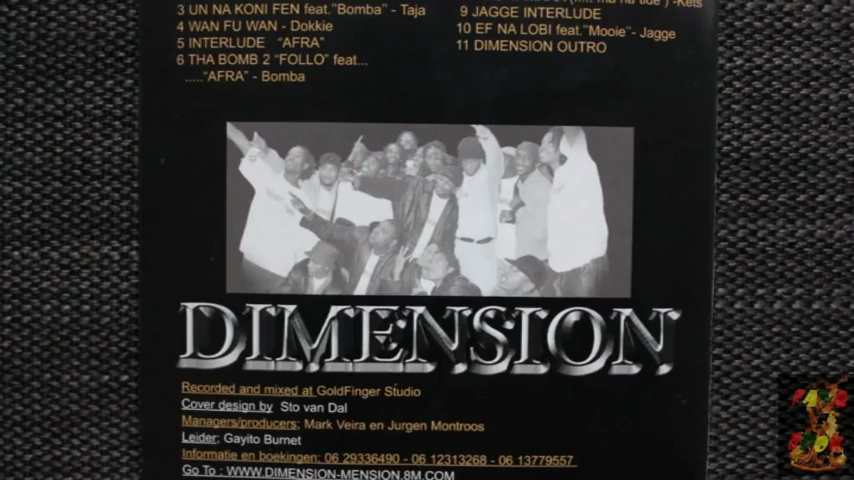 3 UN NA KONI FEN feat."Bomba" - Taja
4 WAN FU WAN - Dokkie
5 INTERLUDE "AFRA"
6 THA BOMB 2 "FOLLO" feat...
....."AFRA" - Bomba
-Kets
9 JAGGE INTERLUDE
10 EF NA LOBI feat."Mooie"- Jagge
11 DIMENSION OUTRO
DIMENSION
Recorded and mixed at GoldFinger Studio
Cover design by Sto van Dal
Managers/producers; Mark Veira en Jurgen Montroos
Leider; Gayito Burnet
Informatie en boekingen; 06 29336490 - 06 12313268 - 06 13779557
Go To : WWW.DIMENSION-MENSION.8M.COM